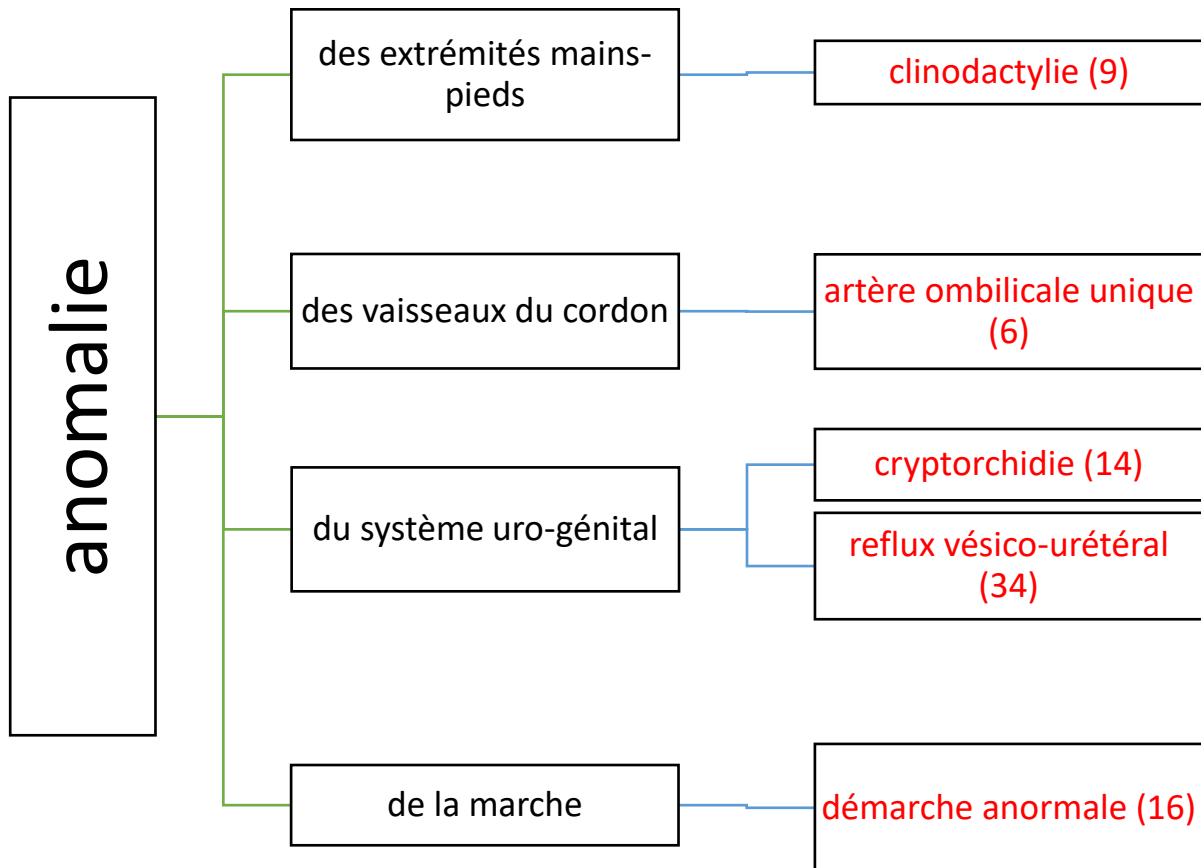 anomalie
des extrémités mains-
pieds
clinodactylie (9)
des vaisseaux du cordon
artère ombilicale unique
(6)
du système uro-génital
cryptorchidie (14)
reflux vésico-urétéral
(34)
de la marche
démarche anormale (16)